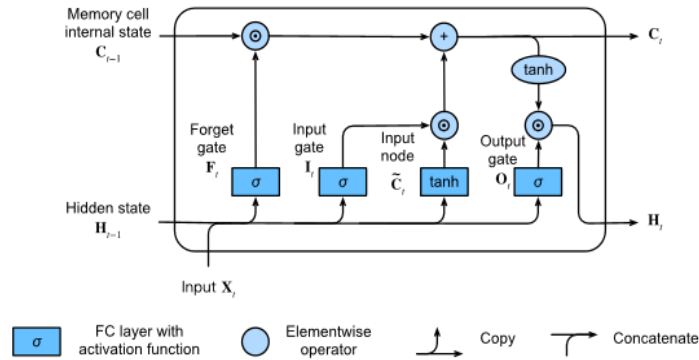 Memory cell
internal state
C_{t-1}
⊙
+
C_t
tanh
Forget
gate
F_t
Input
gate
I_t
Input
node
C̃_t
⊙
Output
gate
O_t
⊙
σ
σ
tanh
σ
Hidden state
H_{t-1}
H_t
Input X_t
σ
FC layer with
activation function
Elementwise
operator
Copy
Concatenate